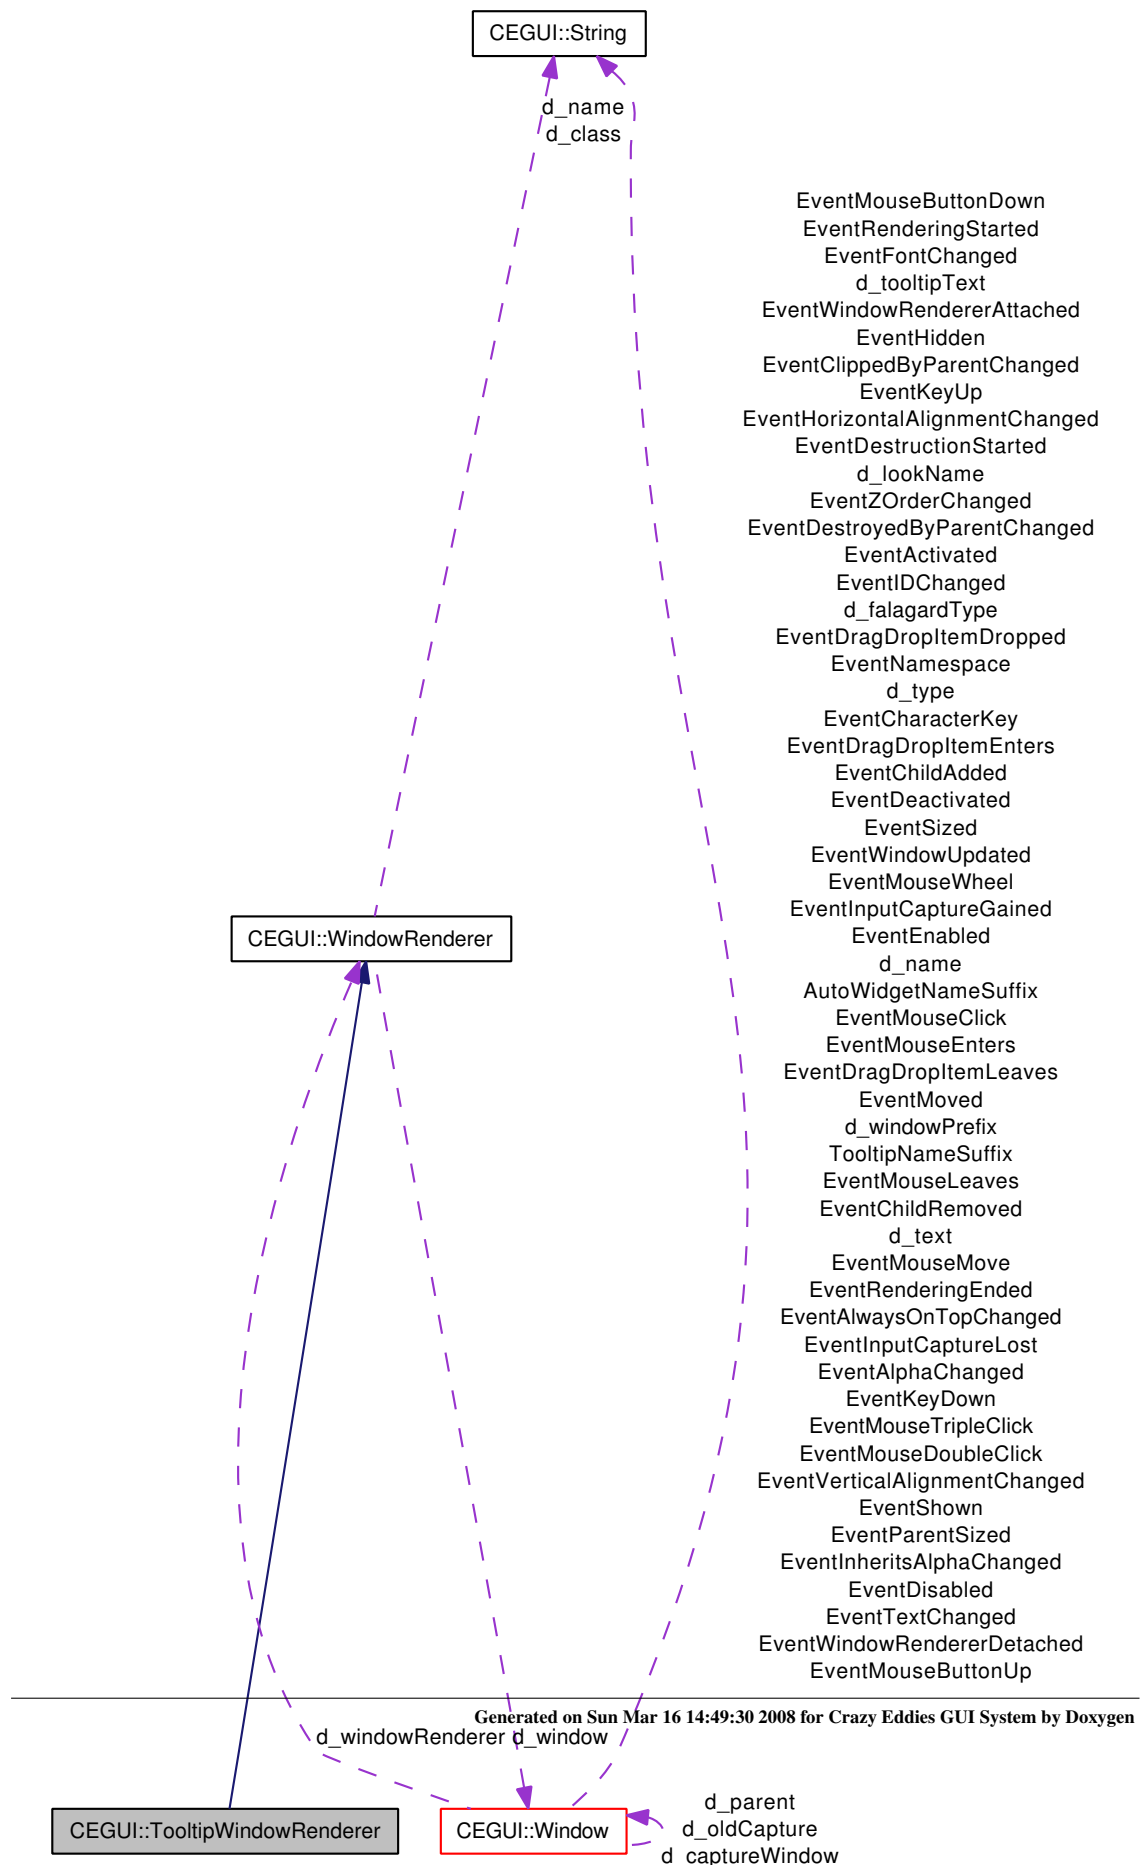 CEGUI::String
d_name
d_class
EventMouseButtonDown
EventRenderingStarted
EventFontChanged
d_tooltipText
EventWindowRendererAttached
EventHidden
EventClippedByParentChanged
EventKeyUp
EventHorizontalAlignmentChanged
EventDestructionStarted
d_lookName
EventZOrderChanged
EventDestroyedByParentChanged
EventActivated
EventIDChanged
d_falagardType
EventDragDropItemDropped
EventNamespace
d_type
EventCharacterKey
EventDragDropItemEnters
EventChildAdded
EventDeactivated
EventSized
EventWindowUpdated
EventMouseWheel
EventInputCaptureGained
EventEnabled
d_name
AutoWidgetNameSuffix
EventMouseClick
EventMouseEnters
EventDragDropItemLeaves
EventMoved
d_windowPrefix
TooltipNameSuffix
EventMouseLeaves
EventChildRemoved
d_text
EventMouseMove
EventRenderingEnded
EventAlwaysOnTopChanged
EventInputCaptureLost
EventAlphaChanged
EventKeyDown
EventMouseTripleClick
EventMouseDoubleClick
EventVerticalAlignmentChanged
EventShown
EventParentSized
EventInheritsAlphaChanged
EventDisabled
EventTextChanged
EventWindowRendererDetached
EventMouseButtonUp
CEGUI::WindowRenderer
Generated on Sun Mar 16 14:49:30 2008 for Crazy Eddies GUI System by Doxygen
d_windowRenderer d_window
CEGUI::TooltipWindowRenderer
CEGUI::Window
d_parent
d_oldCapture
d_captureWindow